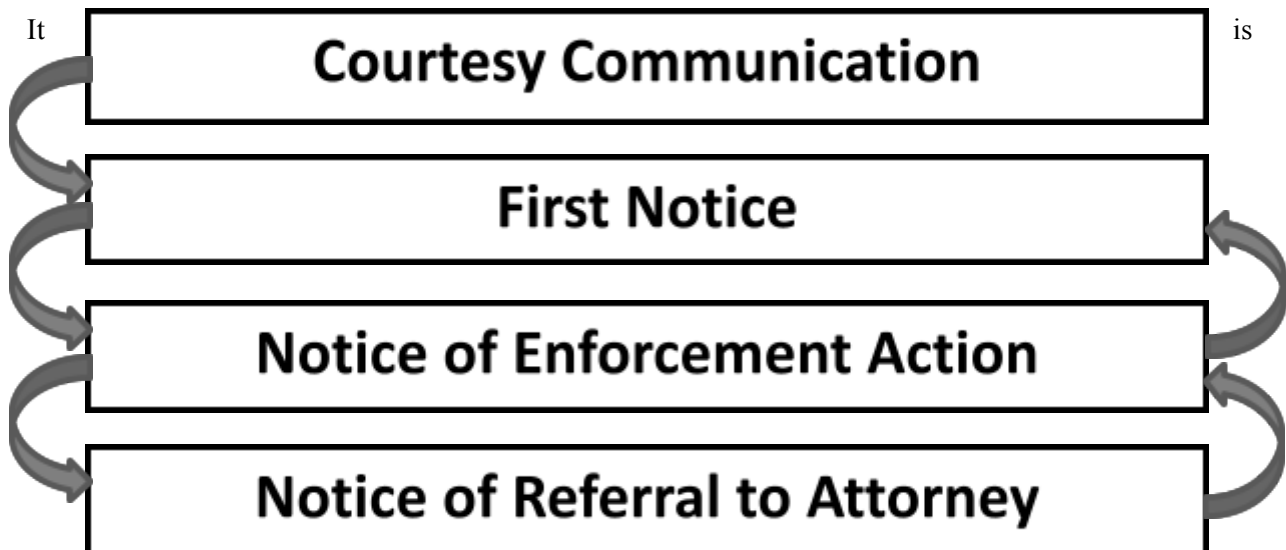 It is
Courtesy Communication
First Notice
Notice of Enforcement Action
Notice of Referral to Attorney